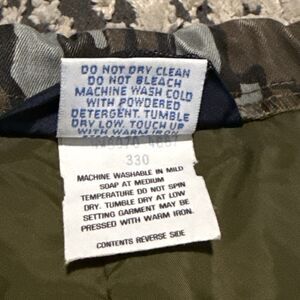 DO NOT DRY CLEAN
DO NOT BLEACH
MACHINE WASH COLD
WITH POWDERED
DETERGENT. TUMBLE
DRY LOW. TOUCH UP
WITH WARM IRON.
330
MACHINE WASHABLE IN MILD
SOAP AT MEDIUM
TEMPERATURE DO NOT SPIN
DRY. TUMBLE DRY AT LOW
SETTING GARMENT MAY BE
PRESSED WITH WARM IRON.
CONTENTS REVERSE SIDE